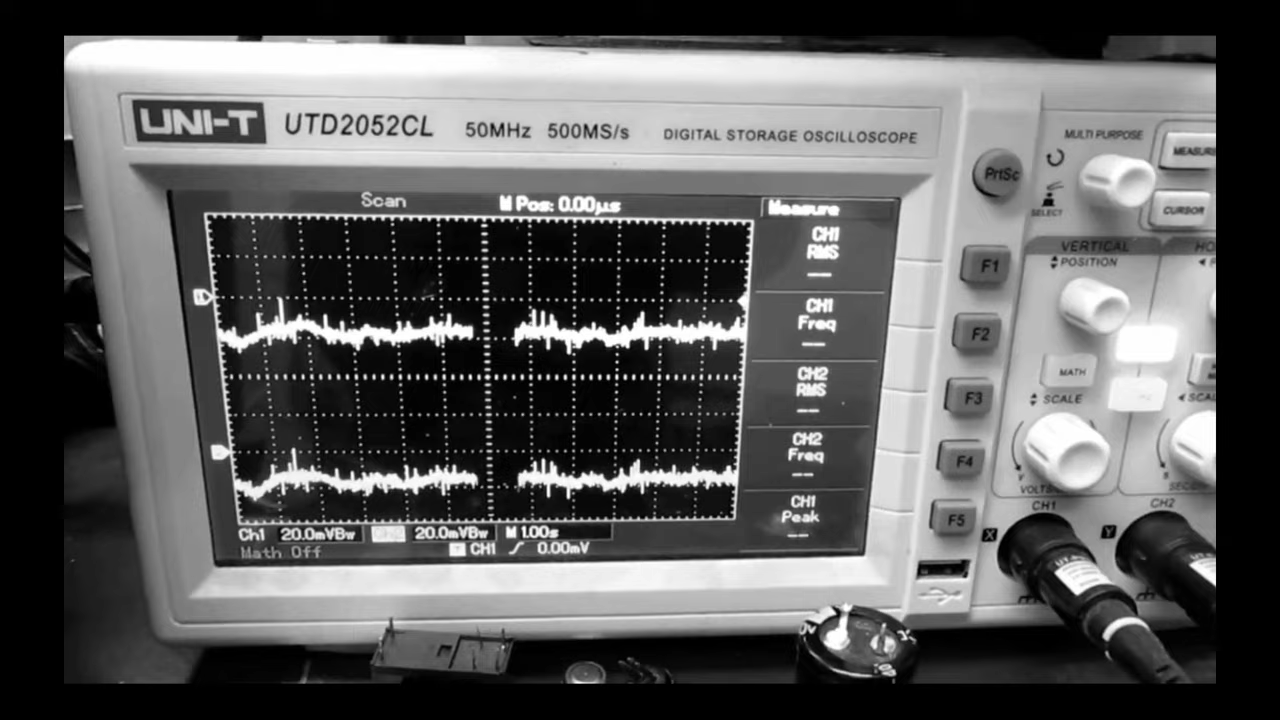 UNI-T UTD2052CL 50MHz 500MS/s DIGITAL STORAGE OSCILLOSCOPE
MULTI PURPOSE
MEASURE
PrtSc
SELECT
CURSOR
Scan M Pos: 0.00µs Measure
CH1
RMS
---
CH1
Freq
---
CH2
RMS
---
CH2
Freq
---
CH1
Peak
---
Ch1 20.0mVBw 20.0mVBw M 1.00s
Math Off CH1 0.00mV
F1
F2
F3
F4
F5
VERTICAL
POSITION
MATH
SCALE
CH1
CH2
X
Y